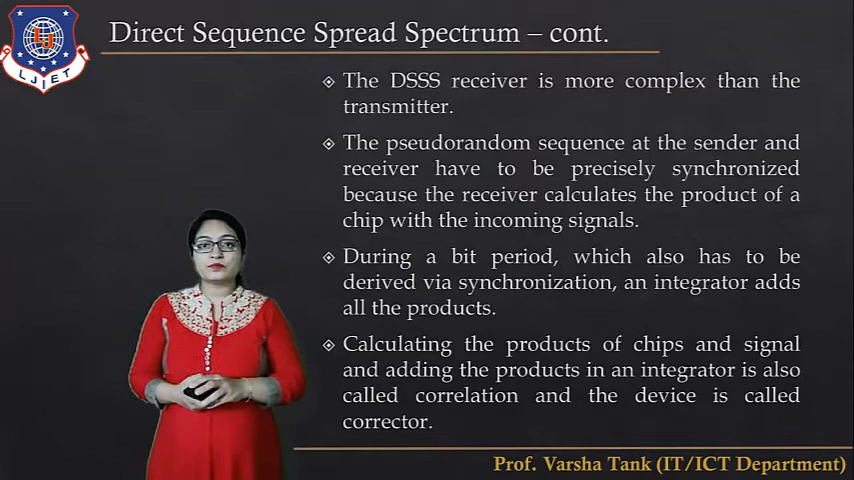 Direct Sequence Spread Spectrum – cont.
LJ
LJIET
The DSSS receiver is more complex than the
transmitter.
The pseudorandom sequence at the sender and
receiver have to be precisely synchronized
because the receiver calculates the product of a
chip with the incoming signals.
During a bit period, which also has to be
derived via synchronization, an integrator adds
all the products.
Calculating the products of chips and signal
and adding the products in an integrator is also
called correlation and the device is called
corrector.
Prof. Varsha Tank (IT/ICT Department)